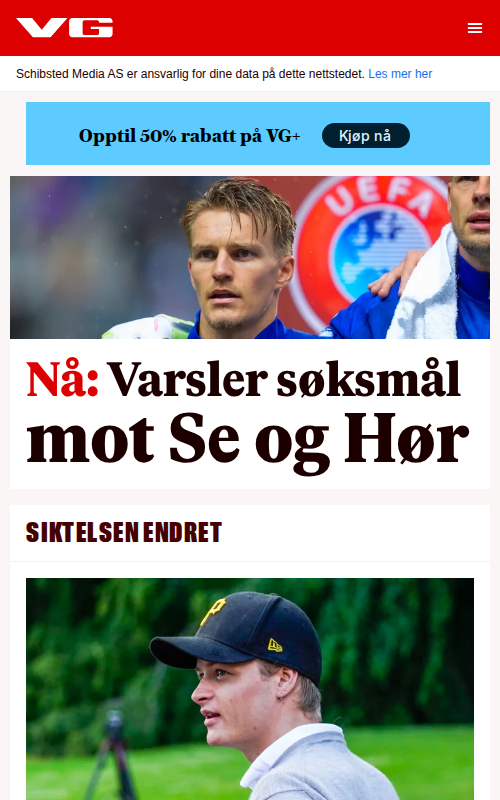 VG
Schibsted Media AS er ansvarlig for dine data på dette nettstedet. Les mer her
Opptil 50% rabatt på VG+
Kjøp nå
UEFA
Nå: Varsler søksmål
mot Se og Hør
SIKTELSEN ENDRET
P